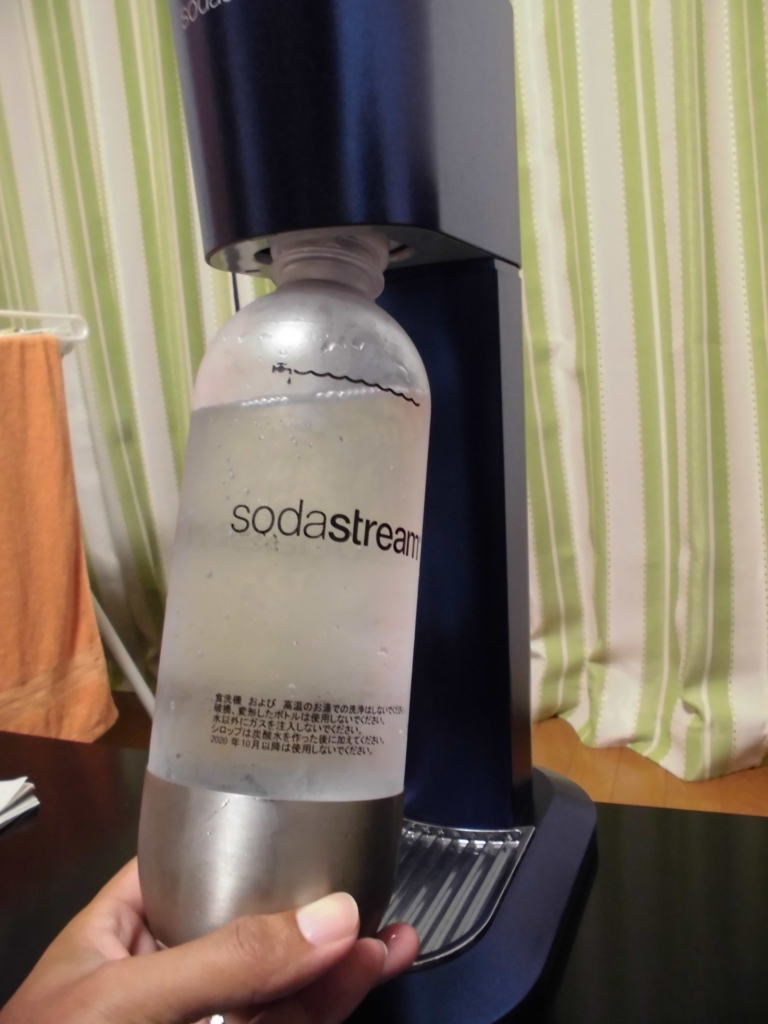 sodas
sodastream
食洗機 および 高温のお湯での洗浄はしないでください。
破損、変形したボトルは使用しないでください。
水以外にガスを注入しないでください。
シロップは炭酸水を作った後に加えてください。
2020 年 10月以降は使用しないでください。